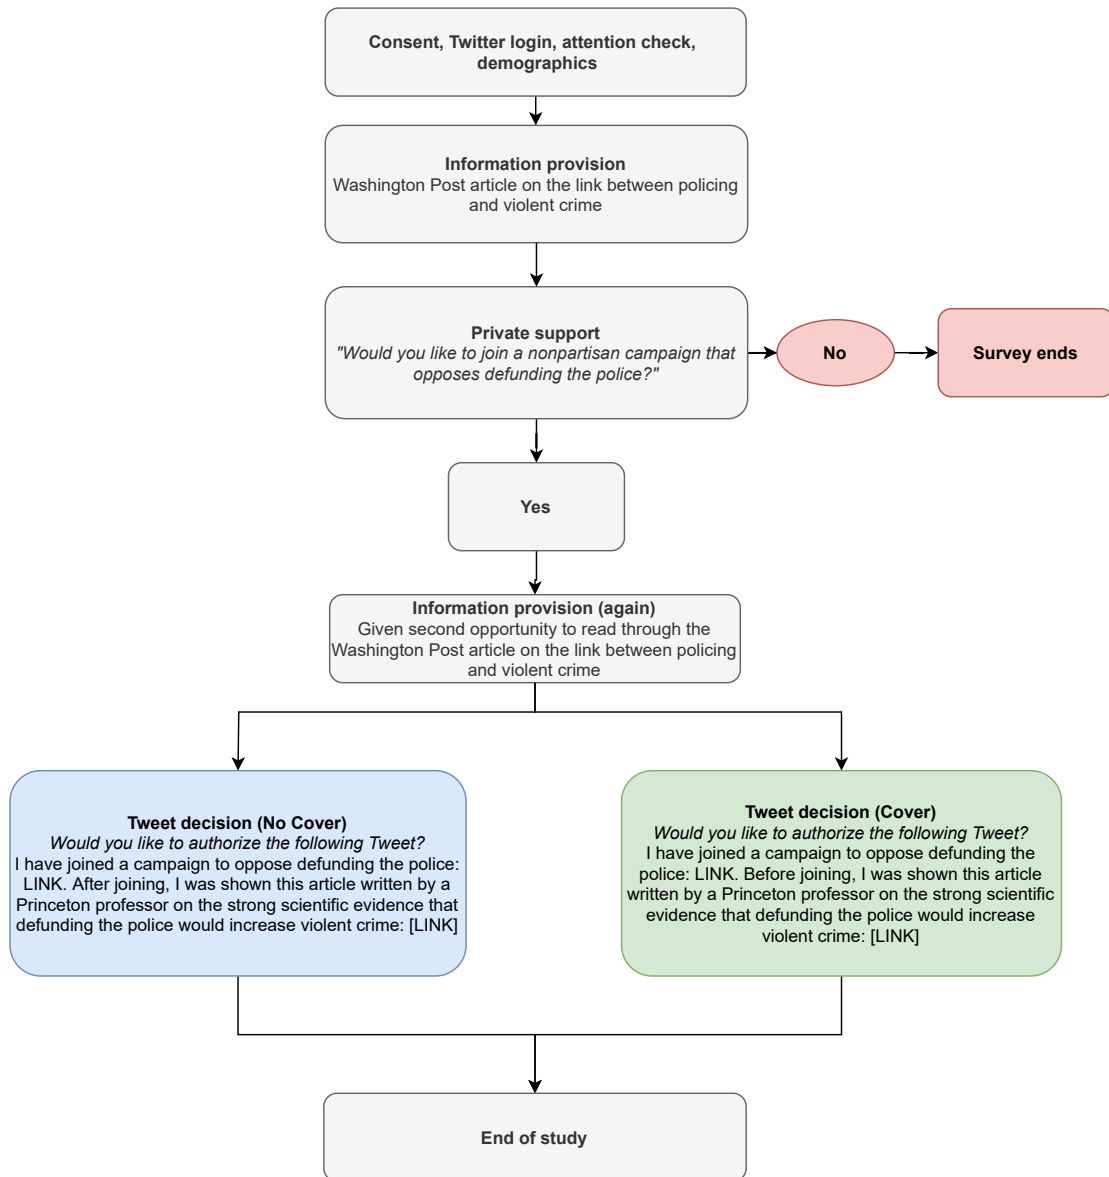 Consent, Twitter login, attention check,
demographics
Information provision
Washington Post article on the link between policing
and violent crime
Private support
"Would you like to join a nonpartisan campaign that
opposes defunding the police?"
No
Survey ends
Yes
Information provision (again)
Given second opportunity to read through the
Washington Post article on the link between policing
and violent crime
Tweet decision (No Cover)
Would you like to authorize the following Tweet?
I have joined a campaign to oppose defunding the police:
LINK. After joining, I was shown this article written by a
Princeton professor on the strong scientific evidence that
defunding the police would increase violent crime: [LINK]
Tweet decision (Cover)
Would you like to authorize the following Tweet?
I have joined a campaign to oppose defunding the
police: LINK. Before joining, I was shown this article
written by a Princeton professor on the strong scientific
evidence that defunding the police would increase
violent crime: [LINK]
End of study